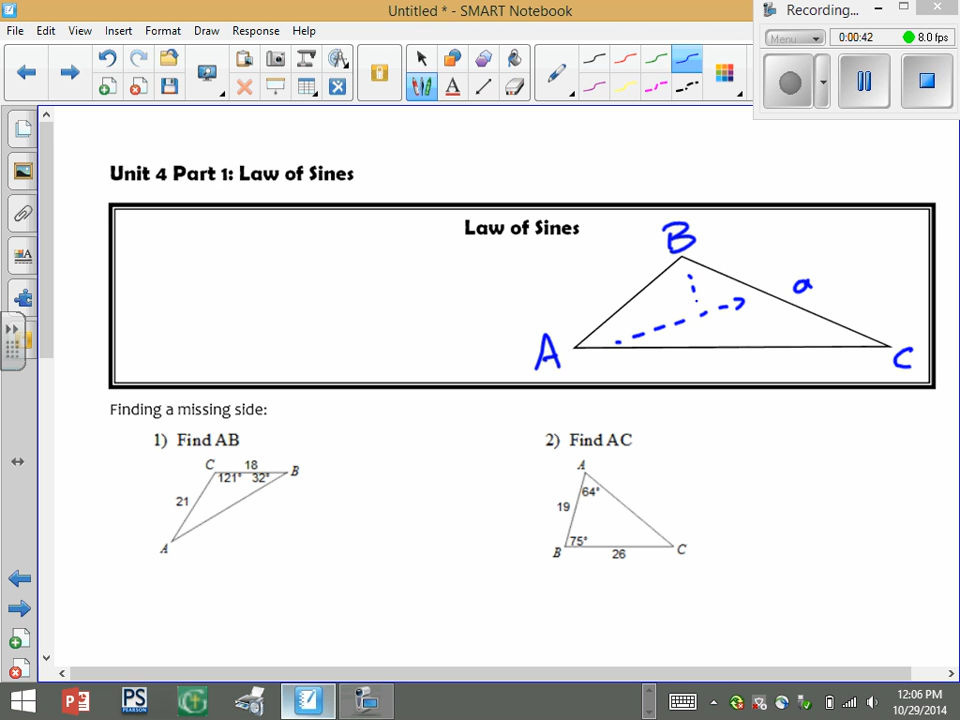 Untitled * - SMART Notebook
Recording...
File Edit View Insert Format Draw Response Help
Menu
0:00:42
8.0 fps
Unit 4 Part 1: Law of Sines
Law of Sines
B
a
A
C
Finding a missing side:
1) Find AB
2) Find AC
C 18 B
121° 32°
21
A
A
64°
19
75°
B 26 C
PS
PEARSON
12:06 PM
10/29/2014